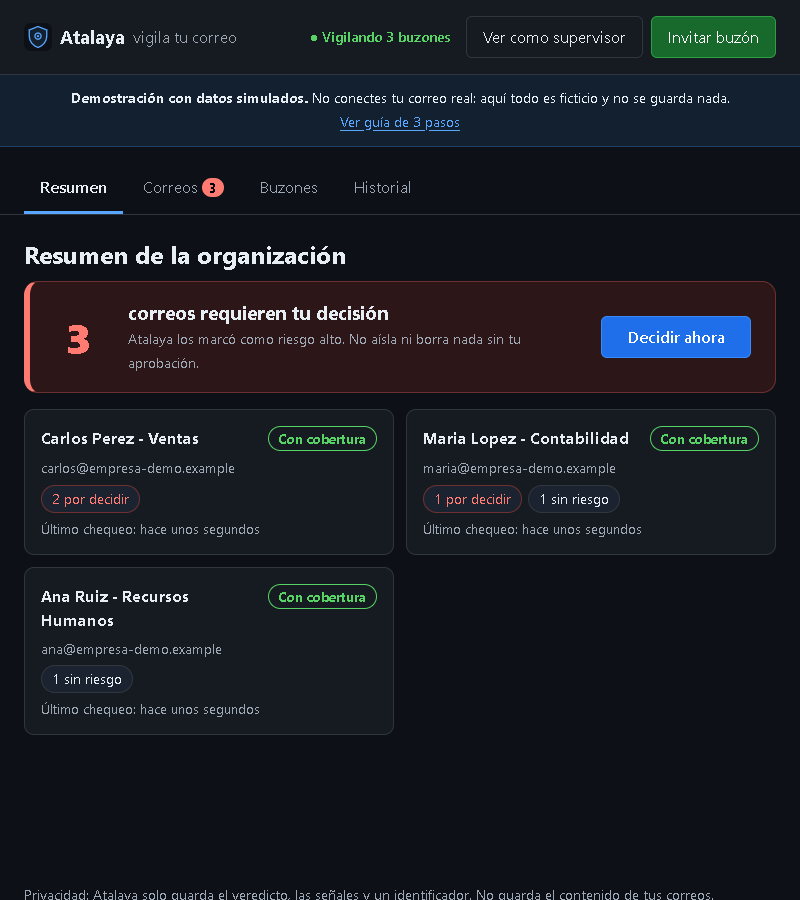 Atalaya vigila tu correo
● Vigilando 3 buzones
Ver como supervisor
Invitar buzón
Demostración con datos simulados. No conectes tu correo real: aquí todo es ficticio y no se guarda nada.
Ver guía de 3 pasos
Resumen
Correos 3
Buzones
Historial
Resumen de la organización
3
correos requieren tu decisión
Atalaya los marcó como riesgo alto. No aísla ni borra nada sin tu
aprobación.
Decidir ahora
Carlos Perez - Ventas
Con cobertura
carlos@empresa-demo.example
2 por decidir
Último chequeo: hace unos segundos
Maria Lopez - Contabilidad
Con cobertura
maria@empresa-demo.example
1 por decidir
1 sin riesgo
Último chequeo: hace unos segundos
Ana Ruiz - Recursos
Humanos
Con cobertura
ana@empresa-demo.example
1 sin riesgo
Último chequeo: hace unos segundos
Privacidad: Atalaya solo guarda el veredicto, las señales y un identificador. No guarda el contenido de tus correos.